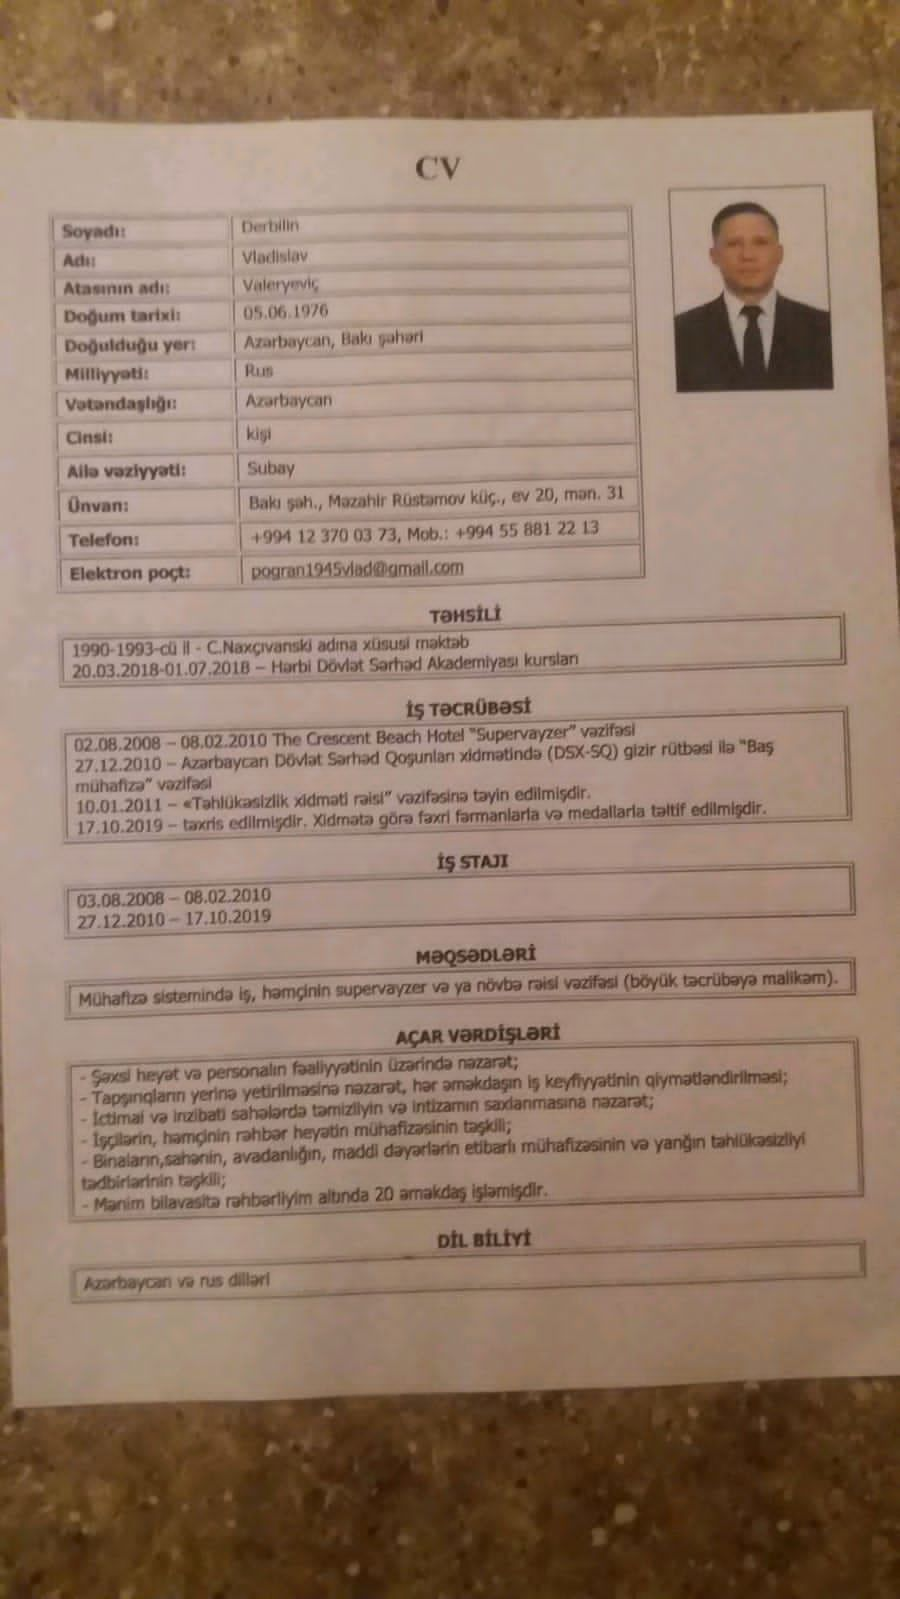 CV
Soyadı: Derbilin
Adı: Vladislav
Atasının adı: Valeryeviç
Doğum tarixi: 05.06.1976
Doğulduğu yer: Azərbaycan, Bakı şəhəri
Milliyyəti: Rus
Vətəndaşlığı: Azərbaycan
Cinsi: kişi
Ailə vəziyyəti: Subay
Ünvan: Bakı şəh., Məzahir Rüstəmov küç., ev 20, mən. 31
Telefon: +994 12 370 03 73, Mob.: +994 55 881 22 13
Elektron poçt: pogran1945vlad@gmail.com
TƏHSİLİ
1990-1993-cü il - C.Naxçıvanski adına xüsusi məktəb
20.03.2018-01.07.2018 – Hərbi Dövlət Sərhəd Akademiyası kursları
İŞ TƏCRÜBƏSİ
02.08.2008 – 08.02.2010 The Crescent Beach Hotel "Supervayzer" vəzifəsi
27.12.2010 – Azərbaycan Dövlət Sərhəd Qoşunları xidmətində (DSX-SQ) gizir rütbəsi ilə "Baş
mühafizə" vəzifəsi
10.01.2011 – «Təhlükəsizlik xidməti rəisi" vəzifəsinə təyin edilmişdir.
17.10.2019 – təxris edilmişdir. Xidmətə görə fəxri fərmanlarla və medallarla təltif edilmişdir.
İŞ STAJI
03.08.2008 – 08.02.2010
27.12.2010 – 17.10.2019
MƏQSƏDLƏRİ
Mühafizə sistemində iş, həmçinin supervayzer və ya növbə rəisi vəzifəsi (böyük təcrübəyə malikəm).
AÇAR VƏRDİŞLƏRİ
- Şəxsi heyət və personalın fəaliyyətinin üzərində nəzarət;
- Tapşırıqların yerinə yetirilməsinə nəzarət, hər əməkdaşın iş keyfiyyətinin qiymətləndirilməsi;
- İctimai və inzibati sahələrdə təmizliyin və intizamın saxlanmasına nəzarət;
- İşçilərin, həmçinin rəhbər heyətin mühafizəsinin təşkili;
- Binaların,sahənin, avadanlığın, maddi dəyərlərin etibarlı mühafizəsinin və yanğın təhlükəsizliyi
tədbirlərinin təşkili;
- Mənim bilavasitə rəhbərliyim altında 20 əməkdaş işləmişdir.
DİL BİLİYİ
Azərbaycan və rus dilləri